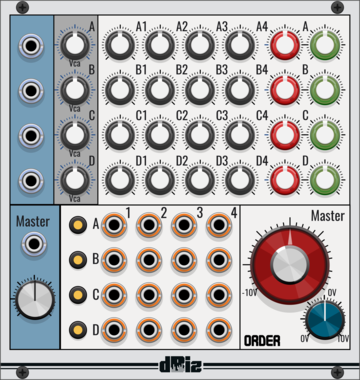 A A1 A2 A3 A4 A
Vca
B B1 B2 B3 B4 B
Vca
C C1 C2 C3 C4 C
Vca
D D1 D2 D3 D4 D
Vca
Master
1 2 3 4
A
B
C
D
Master
-10V 0V
0V 10V
ORDER
dBiz